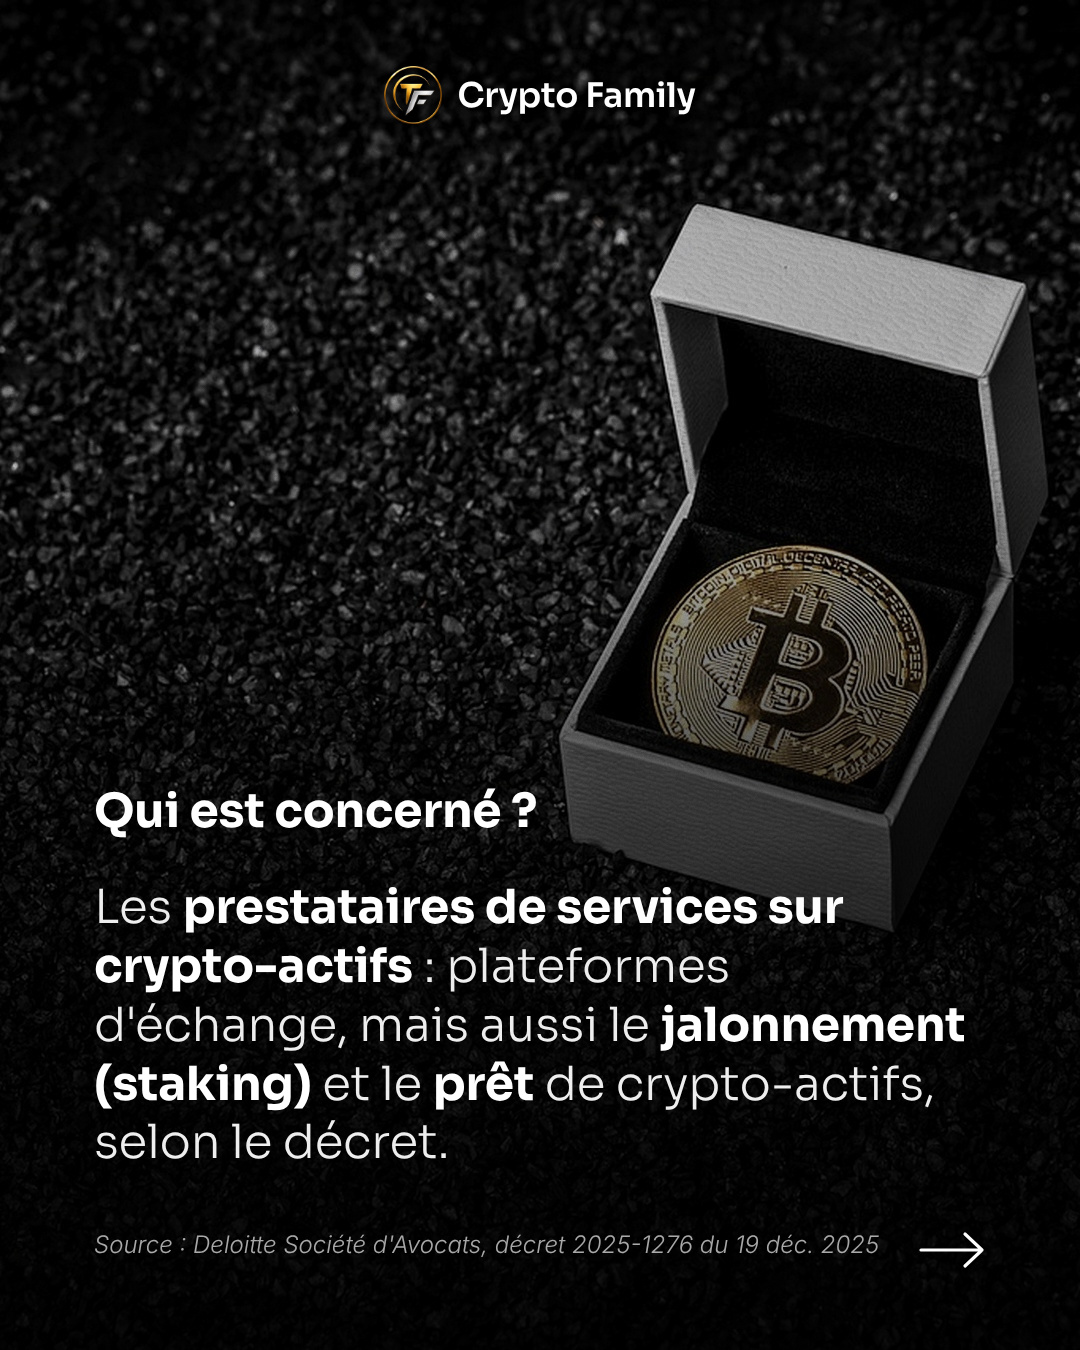 Crypto Family
Qui est concerné ?
Les prestataires de services sur
crypto-actifs : plateformes
d'échange, mais aussi le jalonnement
(staking) et le prêt de crypto-actifs,
selon le décret.
Source : Deloitte Société d'Avocats, décret 2025-1276 du 19 déc. 2025